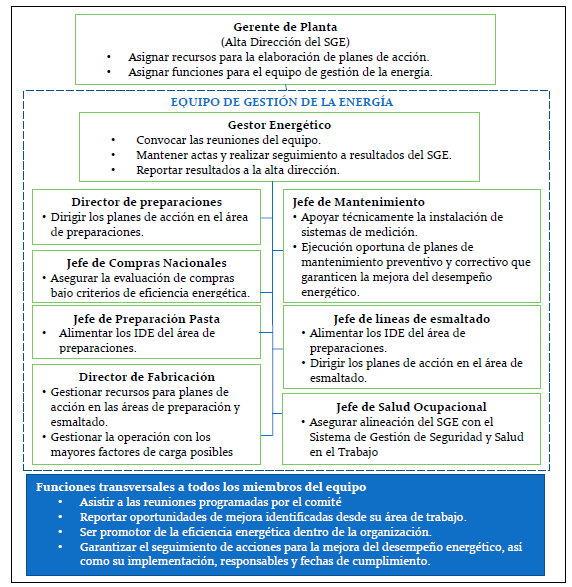 Gerente de Planta
(Alta Dirección del SGE)
• Asignar recursos para la elaboración de planes de acción.
• Asignar funciones para el equipo de gestión de la energía.
EQUIPO DE GESTIÓN DE LA ENERGÍA
Gestor Energético
• Convocar las reuniones del equipo.
• Mantener actas y realizar seguimiento a resultados del SGE.
• Reportar resultados a la alta dirección.
Director de preparaciones
• Dirigir los planes de acción en el área
de preparaciones.
Jefe de Mantenimiento
• Apoyar técnicamente la instalación de
sistemas de medición.
• Ejecución oportuna de planes de
mantenimiento preventivo y correctivo que
garanticen la mejora del desempeño
energético.
Jefe de Compras Nacionales
• Asegurar la evaluación de compras
bajo criterios de eficiencia energética.
Jefe de Preparación Pasta
• Alimentar los IDE del área de
preparaciones.
Jefe de lineas de esmaltado
• Alimentar los IDE del área de
preparaciones.
• Dirigir los planes de acción en el área de
esmaltado.
Director de Fabricación
• Gestionar recursos para planes de
acción en las áreas de preparación y
esmaltado.
• Gestionar la operación con los
mayores factores de carga posibles
Jefe de Salud Ocupacional
• Asegurar alineación del SGE con el
Sistema de Gestión de Seguridad y Salud
en el Trabajo
Funciones transversales a todos los miembros del equipo
• Asistir a las reuniones programadas por el comité
• Reportar oportunidades de mejora identificadas desde su área de trabajo.
• Ser promotor de la eficiencia energética dentro de la organización.
• Garantizar el seguimiento de acciones para la mejora del desempeño energético, así
como su implementación, responsables y fechas de cumplimiento.